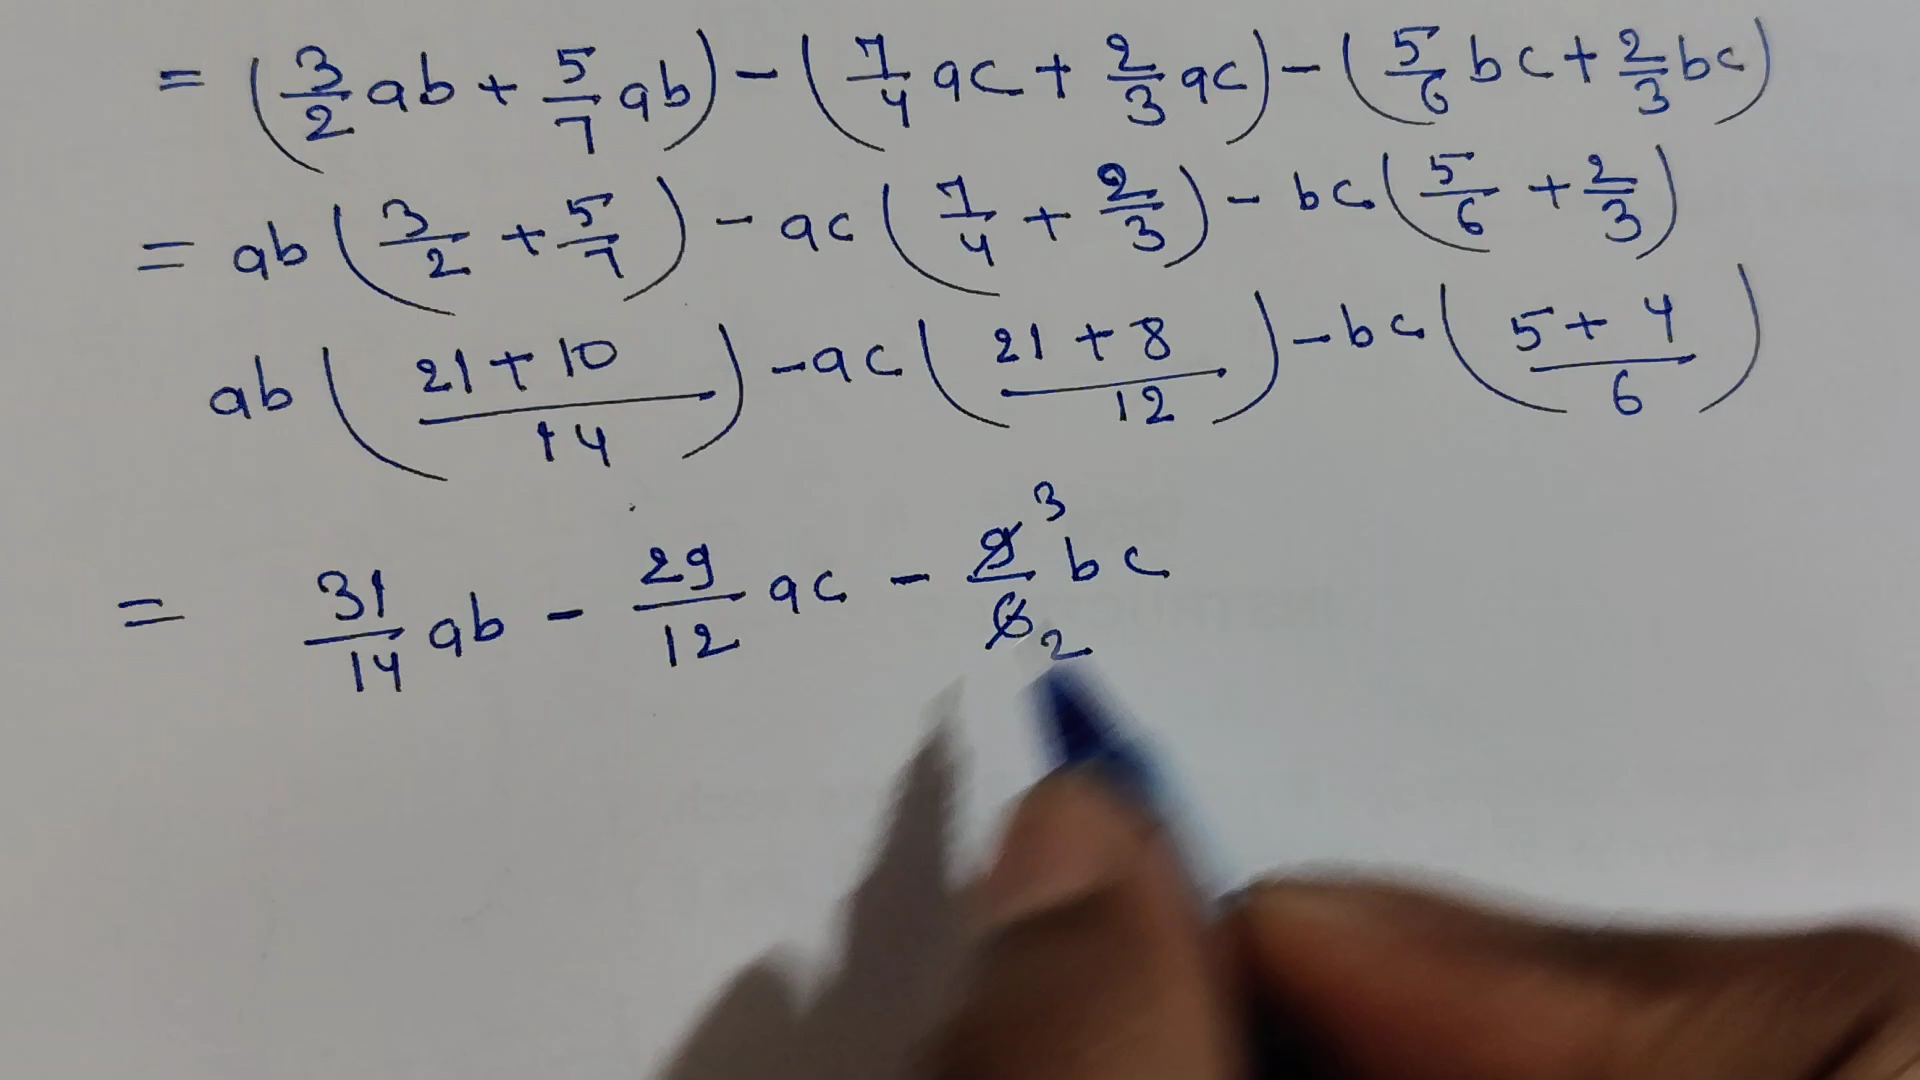 = (3/2 ab + 5/7 ab) - (7/4 ac + 2/3 ac) - (5/6 bc + 2/3 bc)
= ab (3/2 + 5/7) - ac (7/4 + 2/3) - bc (5/6 + 2/3)
ab (21 + 10 / 14) - ac (21 + 8 / 12) - bc (5 + 4 / 6)
= 31/14 ab - 29/12 ac - 9/6 3/2 bc